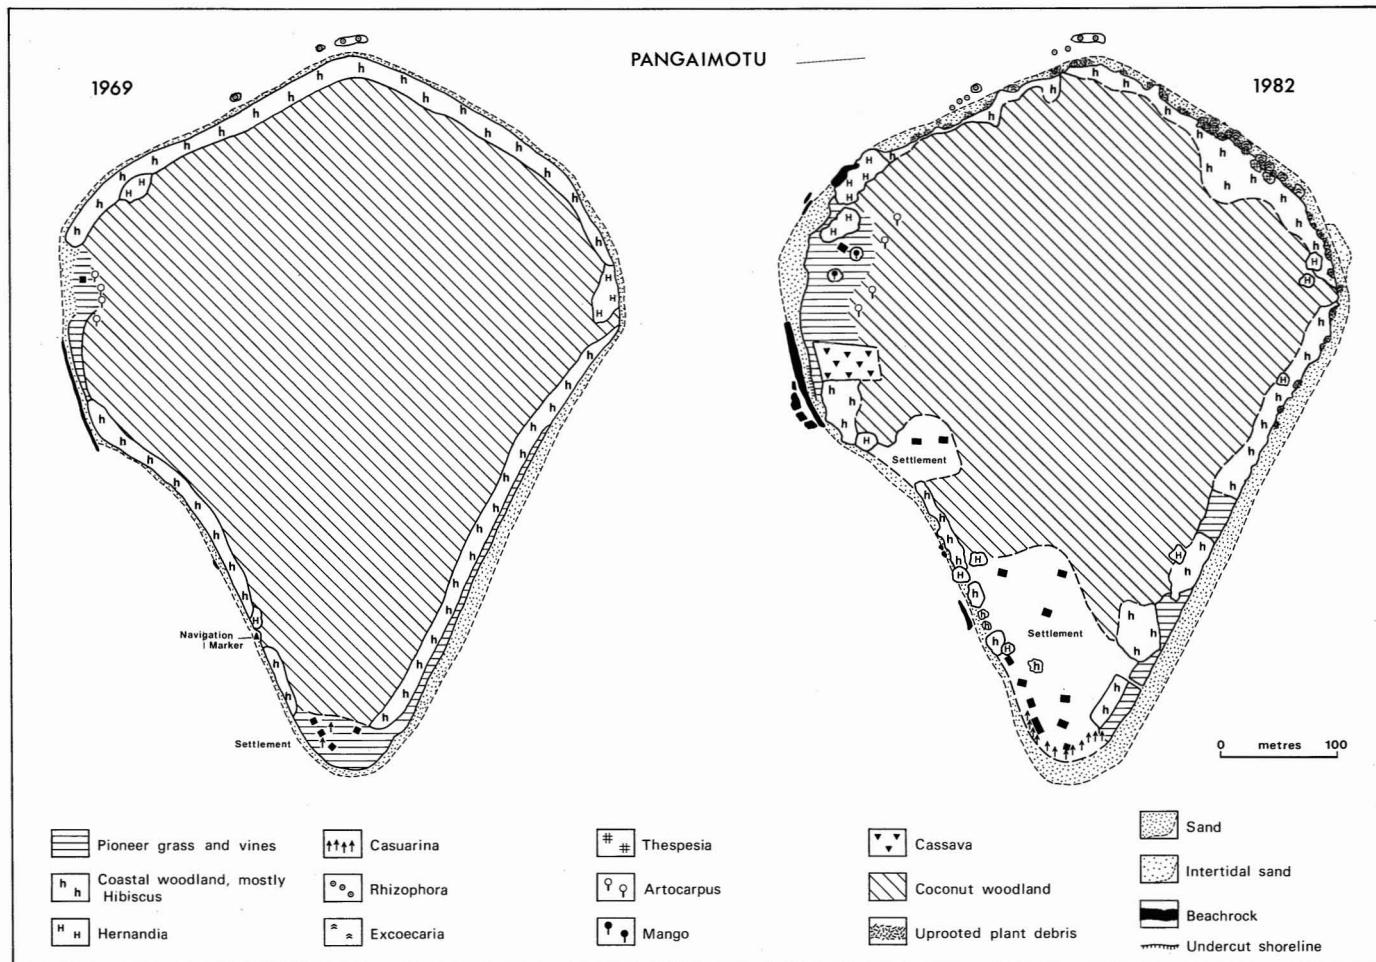 PANGAIMOTU
1969
1982
Navigation
Marker
Settlement
Settlement
Settlement
0 metres 100
Pioneer grass and vines
Coastal woodland, mostly
Hibiscus
Hernandia
Casuarina
Rhizophora
Excoecaria
Thespesia
Artocarpus
Mango
Cassava
Coconut woodland
Uprooted plant debris
Sand
Intertidal sand
Beachrock
Undercut shoreline